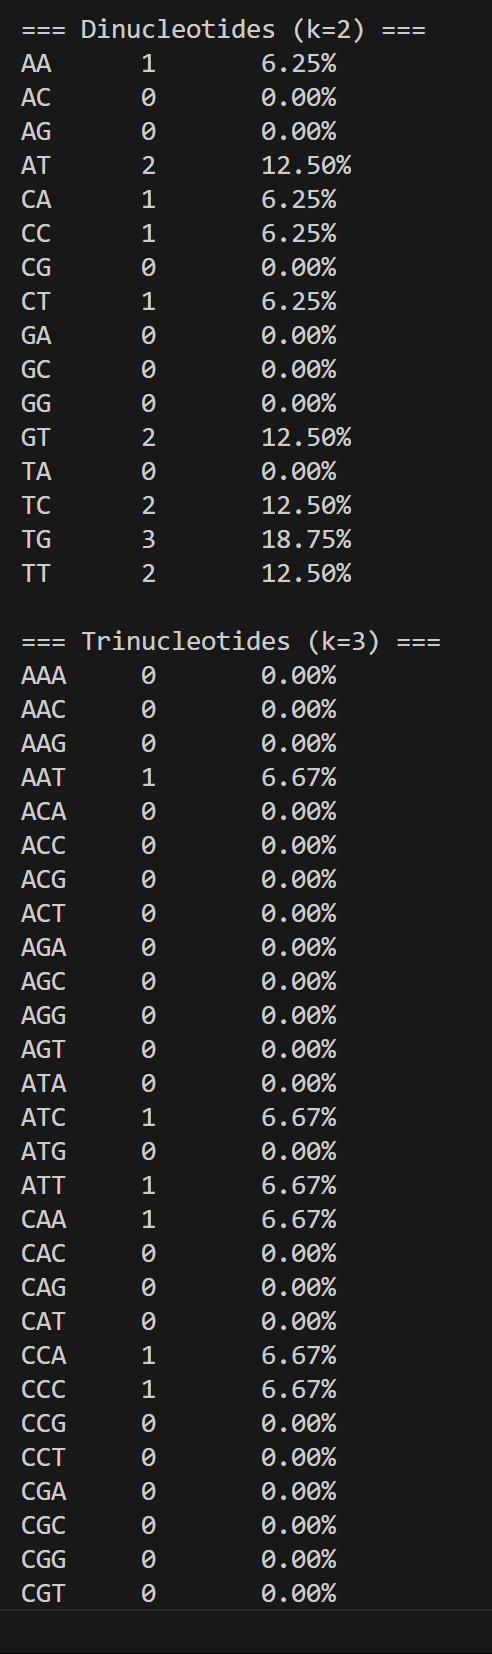 === Dinucleotides (k=2) ===
AA 1 6.25%
AC 0 0.00%
AG 0 0.00%
AT 2 12.50%
CA 1 6.25%
CC 1 6.25%
CG 0 0.00%
CT 1 6.25%
GA 0 0.00%
GC 0 0.00%
GG 0 0.00%
GT 2 12.50%
TA 0 0.00%
TC 2 12.50%
TG 3 18.75%
TT 2 12.50%
=== Trinucleotides (k=3) ===
AAA 0 0.00%
AAC 0 0.00%
AAG 0 0.00%
AAT 1 6.67%
ACA 0 0.00%
ACC 0 0.00%
ACG 0 0.00%
ACT 0 0.00%
AGA 0 0.00%
AGC 0 0.00%
AGG 0 0.00%
AGT 0 0.00%
ATA 0 0.00%
ATC 1 6.67%
ATG 0 0.00%
ATT 1 6.67%
CAA 1 6.67%
CAC 0 0.00%
CAG 0 0.00%
CAT 0 0.00%
CCA 1 6.67%
CCC 1 6.67%
CCG 0 0.00%
CCT 0 0.00%
CGA 0 0.00%
CGC 0 0.00%
CGG 0 0.00%
CGT 0 0.00%